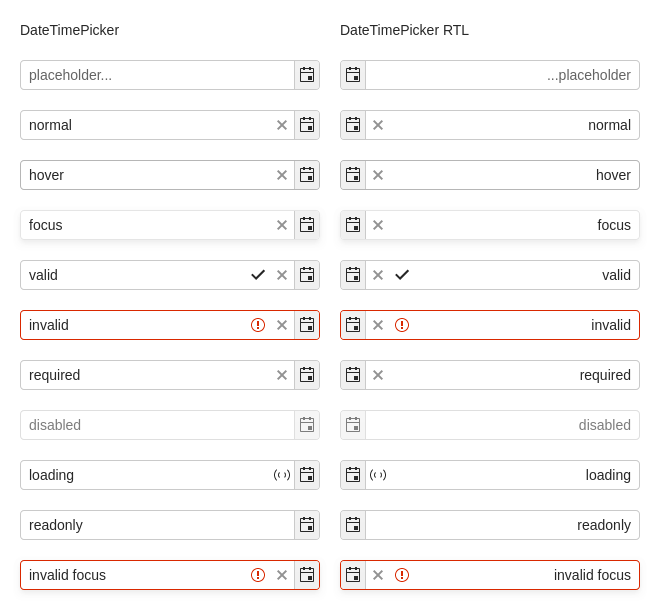 DateTimePicker
placeholder...
normal
hover
focus
valid
invalid
required
disabled
loading
readonly
invalid focus
DateTimePicker RTL
...placeholder
normal
hover
focus
valid
invalid
required
disabled
loading
readonly
invalid focus